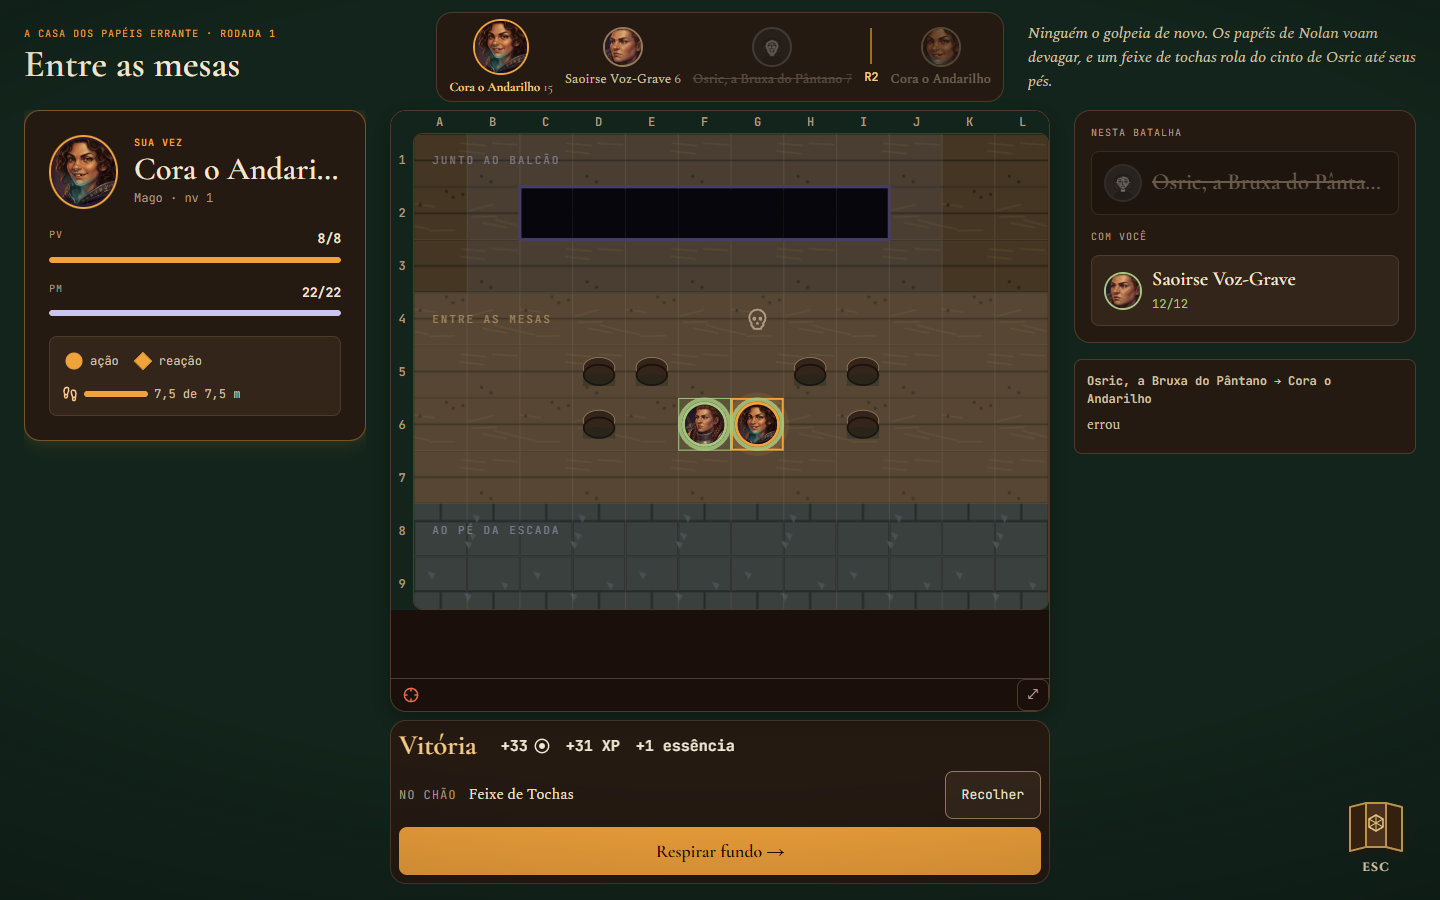 A CASA DOS PAPÉIS ERRANTE · RODADA 1
Entre as mesas
Cora o Andarilho 15
Saoirse Voz-Grave 6
Osric, a Bruxa do Pântano 7
R2
Cora o Andarilho
Ninguém o golpeia de novo. Os papéis de Nolan voam
devagar, e um feixe de tochas rola do cinto de Osric até seus
pés.
SUA VEZ
Cora o Andari...
Mago · nv 1
PV 8/8
PM 22/22
ação reação
7,5 de 7,5 m
A B C D E F G H I J K L
1 JUNTO AO BALCÃO
2
3
4 ENTRE AS MESAS
5
6
7
8 AO PÉ DA ESCADA
9
NESTA BATALHA
Osric, a Bruxa do Pânta...
COM VOCÊ
Saoirse Voz-Grave
12/12
Osric, a Bruxa do Pântano → Cora o
Andarilho
errou
Vitória +33 +31 XP +1 essência
NO CHÃO Feixe de Tochas Recolher
Respirar fundo →
ESC